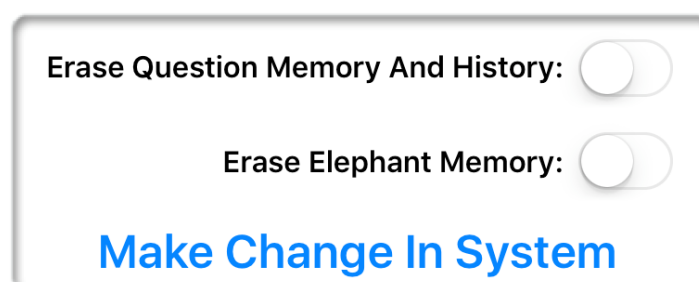 Erase Question Memory And History:
Erase Elephant Memory:
Make Change In System